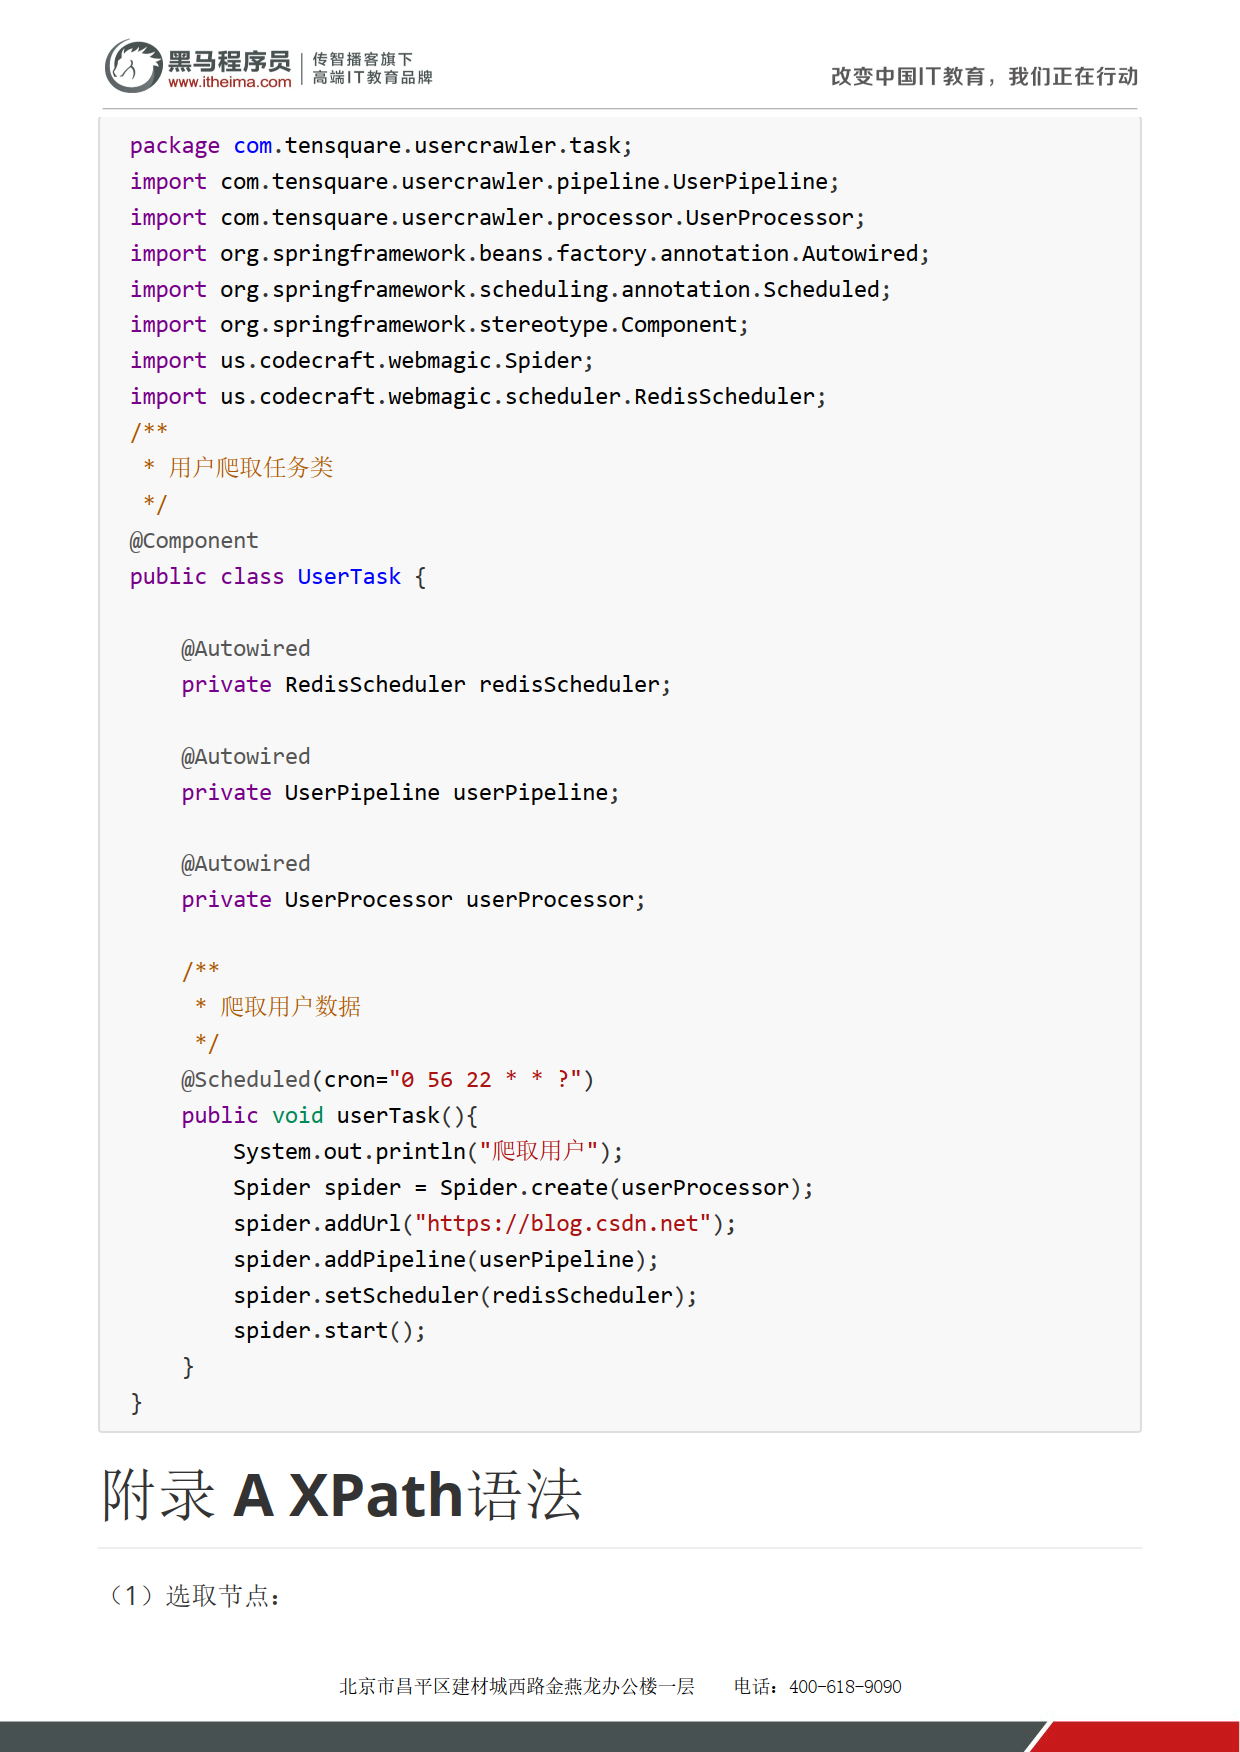 黑马程序员
www.itheima.com
传智播客旗下
高端IT教育品牌
改变中国IT教育，我们正在行动
package com.tensquare.usercrawler.task;
import com.tensquare.usercrawler.pipeline.UserPipeline;
import com.tensquare.usercrawler.processor.UserProcessor;
import org.springframework.beans.factory.annotation.Autowired;
import org.springframework.scheduling.annotation.Scheduled;
import org.springframework.stereotype.Component;
import us.codecraft.webmagic.Spider;
import us.codecraft.webmagic.scheduler.RedisScheduler;
/**
 * 用户爬取任务类
 */
@Component
public class UserTask {

    @Autowired
    private RedisScheduler redisScheduler;

    @Autowired
    private UserPipeline userPipeline;

    @Autowired
    private UserProcessor userProcessor;

    /**
     * 爬取用户数据
     */
    @Scheduled(cron="0 56 22 * * ?")
    public void userTask(){
        System.out.println("爬取用户");
        Spider spider = Spider.create(userProcessor);
        spider.addUrl("https://blog.csdn.net");
        spider.addPipeline(userPipeline);
        spider.setScheduler(redisScheduler);
        spider.start();
    }
}
附录 A XPath语法
（1）选取节点：
北京市昌平区建材城西路金燕龙办公楼一层 电话：400-618-9090